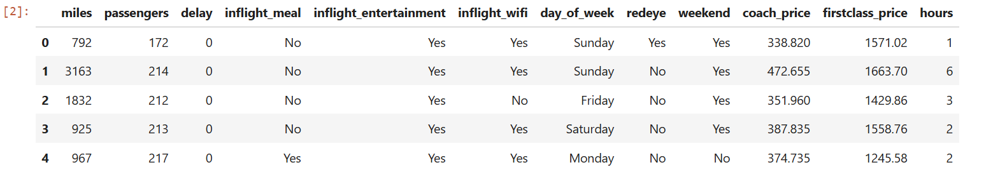 [2]: miles passengers delay inflight_meal inflight_entertainment inflight_wifi day_of_week redeye weekend coach_price firstclass_price hours
0 792 172 0 No Yes Yes Sunday Yes Yes 338.820 1571.02 1
1 3163 214 0 No Yes Yes Sunday No Yes 472.655 1663.70 6
2 1832 212 0 No Yes No Friday No Yes 351.960 1429.86 3
3 925 213 0 No Yes Yes Saturday No Yes 387.835 1558.76 2
4 967 217 0 Yes Yes Yes Monday No No 374.735 1245.58 2